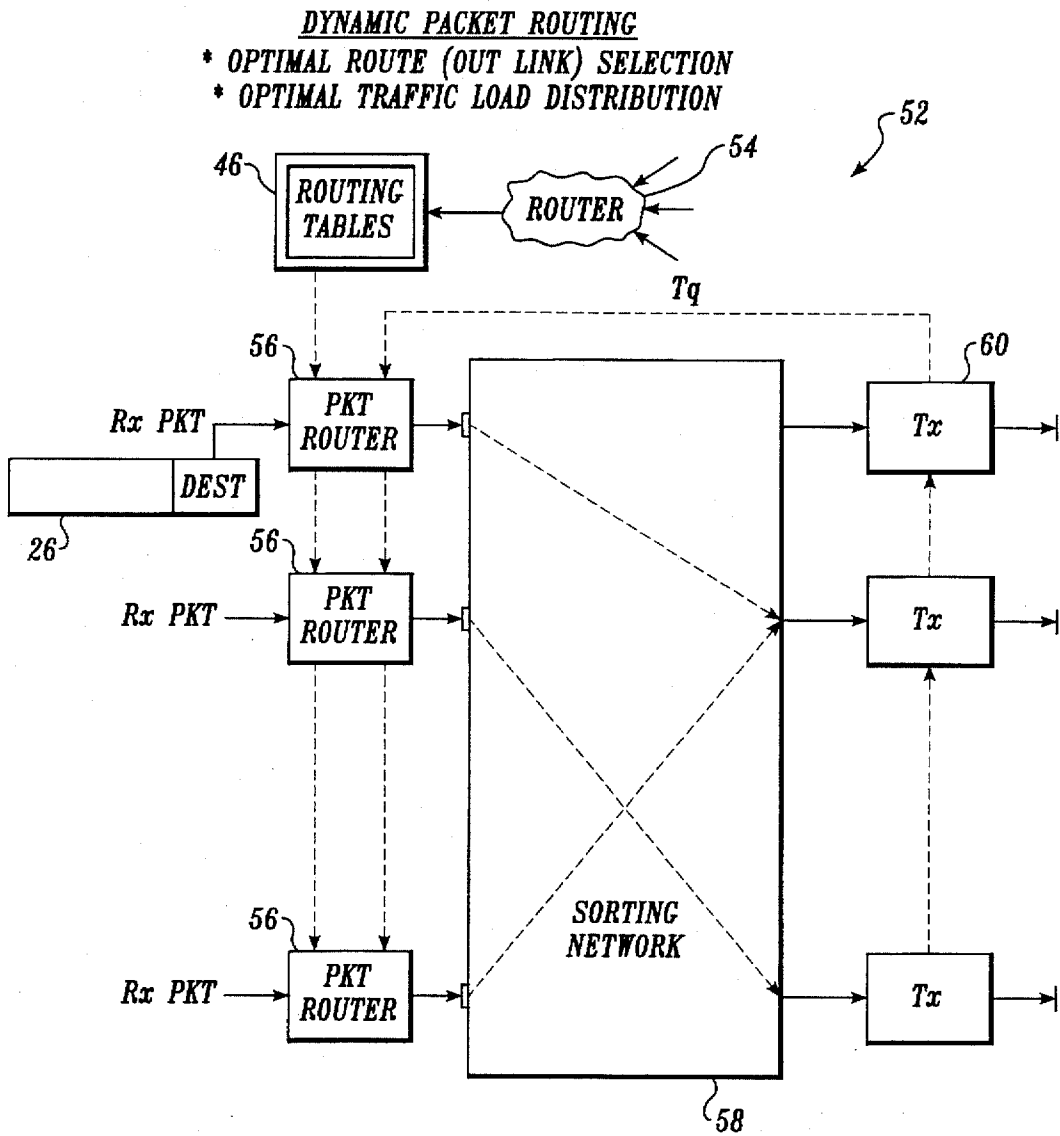 DYNAMIC PACKET ROUTING
* OPTIMAL ROUTE (OUT LINK) SELECTION
* OPTIMAL TRAFFIC LOAD DISTRIBUTION
52
46
54
ROUTING
TABLES
ROUTER
Tq
56
60
Rx PKT
PKT
ROUTER
Tx
DEST
26
56
Rx PKT
PKT
ROUTER
Tx
SORTING
NETWORK
56
Rx PKT
PKT
ROUTER
Tx
58